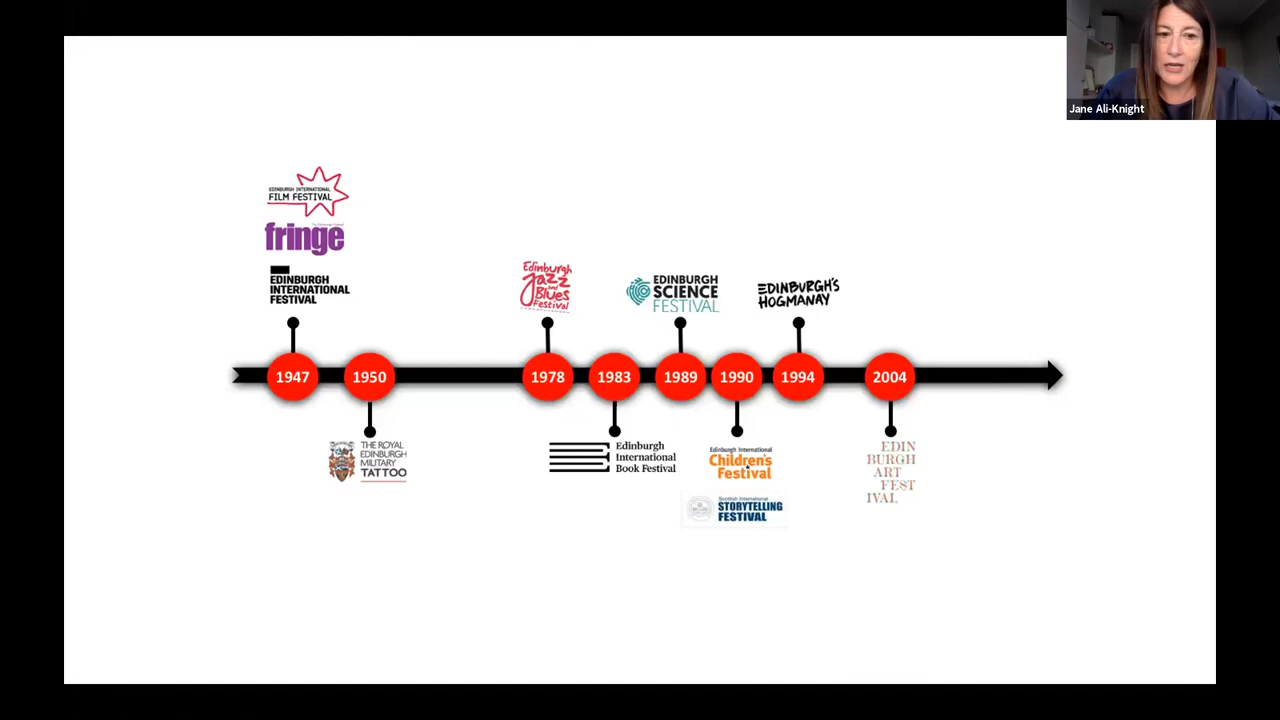 Jane Ali-Knight
EDINBURGH INTERNATIONAL
FILM FESTIVAL
fringe
EDINBURGH
INTERNATIONAL
FESTIVAL
Edinburgh
Jazz
and
Blues
Festival
EDINBURGH
SCIENCE
FESTIVAL
EDINBURGH'S
HOGMANAY
1947
1950
1978
1983
1989
1990
1994
2004
THE ROYAL
EDINBURGH
MILITARY
TATTOO
Edinburgh
International
Book Festival
Edinburgh International
Children's
Festival
Scottish International
STORYTELLING
FESTIVAL
EDIN
BURGH
ART
FEST
IVAL